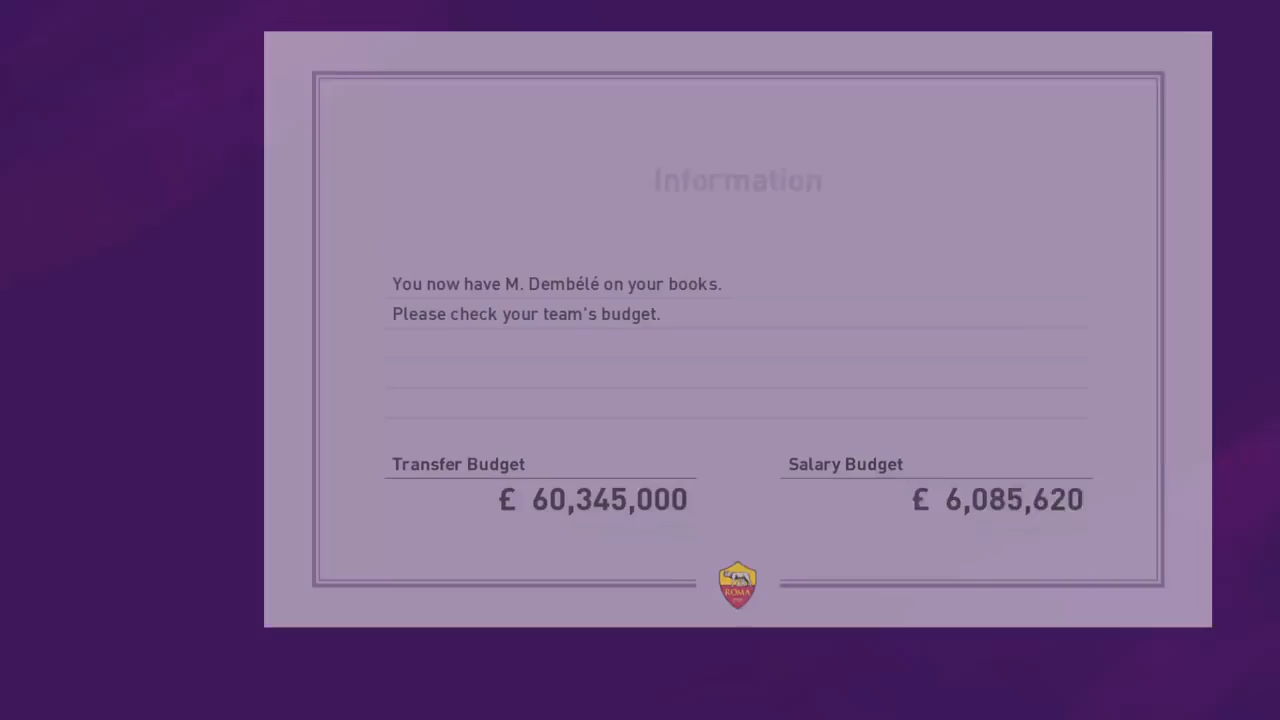 Information
You now have M. Dembélé on your books.
Please check your team's budget.
Transfer Budget
Salary Budget
£ 60,345,000
£ 6,085,620
ROMA